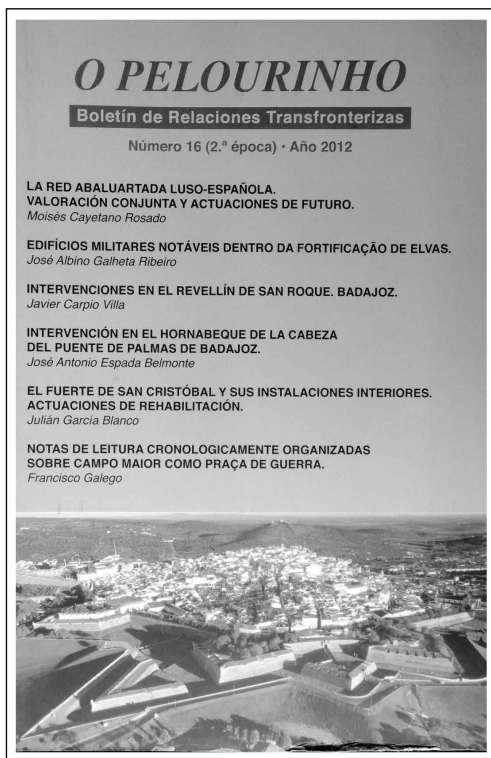 O PELOURINHO
Boletín de Relaciones Transfronterizas
Número 16 (2.ª época) • Año 2012
LA RED ABALUARTADA LUSO-ESPAÑOLA.
VALORACIÓN CONJUNTA Y ACTUACIONES DE FUTURO.
Moisés Cayetano Rosado
EDIFÍCIOS MILITARES NOTÁVEIS DENTRO DA FORTIFICAÇÃO DE ELVAS.
José Albino Galheta Ribeiro
INTERVENCIONES EN EL REVELLÍN DE SAN ROQUE. BADAJOZ.
Javier Carpio Villa
INTERVENCIÓN EN EL HORNABEQUE DE LA CABEZA
DEL PUENTE DE PALMAS DE BADAJOZ.
José Antonio Espada Belmonte
EL FUERTE DE SAN CRISTÓBAL Y SUS INSTALACIONES INTERIORES.
ACTUACIONES DE REHABILITACIÓN.
Julián García Blanco
NOTAS DE LEITURA CRONOLOGICAMENTE ORGANIZADAS
SOBRE CAMPO MAIOR COMO PRAÇA DE GUERRA.
Francisco Galego